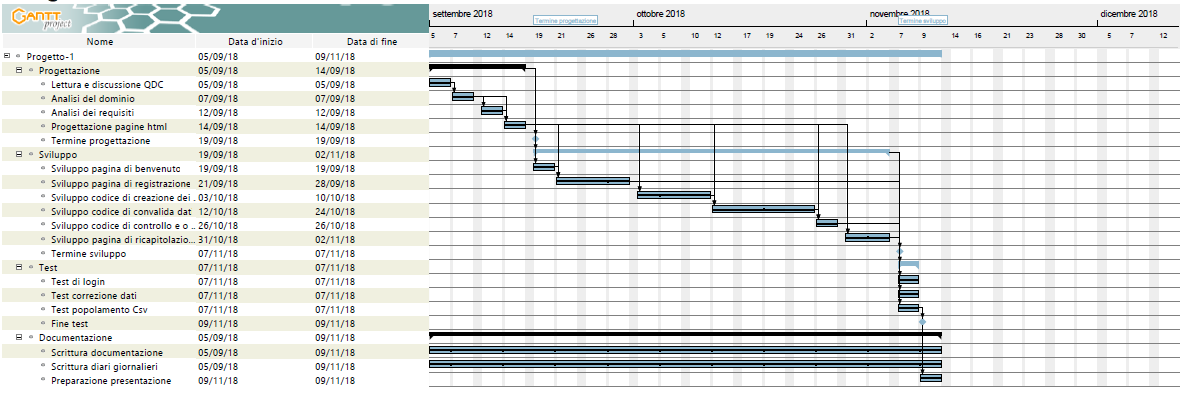 GANTT project
settembre 2018 ottobre 2018 novembre 2018 dicembre 2018
Termine progettazione Termine sviluppo
Nome Data d'inizio Data di fine
5 7 12 14 19 21 26 28 3 5 10 12 17 19 24 26 31 2 7 9 14 16 21 23 28 30 5 7 12
Progetto-1 05/09/18 09/11/18
Progettazione 05/09/18 14/09/18
Lettura e discussione QDC 05/09/18 05/09/18
Analisi del dominio 07/09/18 07/09/18
Analisi dei requisiti 12/09/18 12/09/18
Progettazione pagine html 14/09/18 14/09/18
Termine progettazione 19/09/18 19/09/18
Sviluppo 19/09/18 02/11/18
Sviluppo pagina di benvenuto 19/09/18 19/09/18
Sviluppo pagina di registrazione 21/09/18 28/09/18
Sviluppo codice di creazione dei ... 03/10/18 10/10/18
Sviluppo codice di convalida dat 12/10/18 24/10/18
Sviluppo codice di controllo e o ... 26/10/18 26/10/18
Sviluppo pagina di ricapitolazio... 31/10/18 02/11/18
Termine sviluppo 07/11/18 07/11/18
Test 07/11/18 07/11/18
Test di login 07/11/18 07/11/18
Test correzione dati 07/11/18 07/11/18
Test popolamento Csv 07/11/18 07/11/18
Fine test 09/11/18 09/11/18
Documentazione 05/09/18 09/11/18
Scrittura documentazione 05/09/18 09/11/18
Scrittura diari giornalieri 05/09/18 09/11/18
Preparazione presentazione 09/11/18 09/11/18